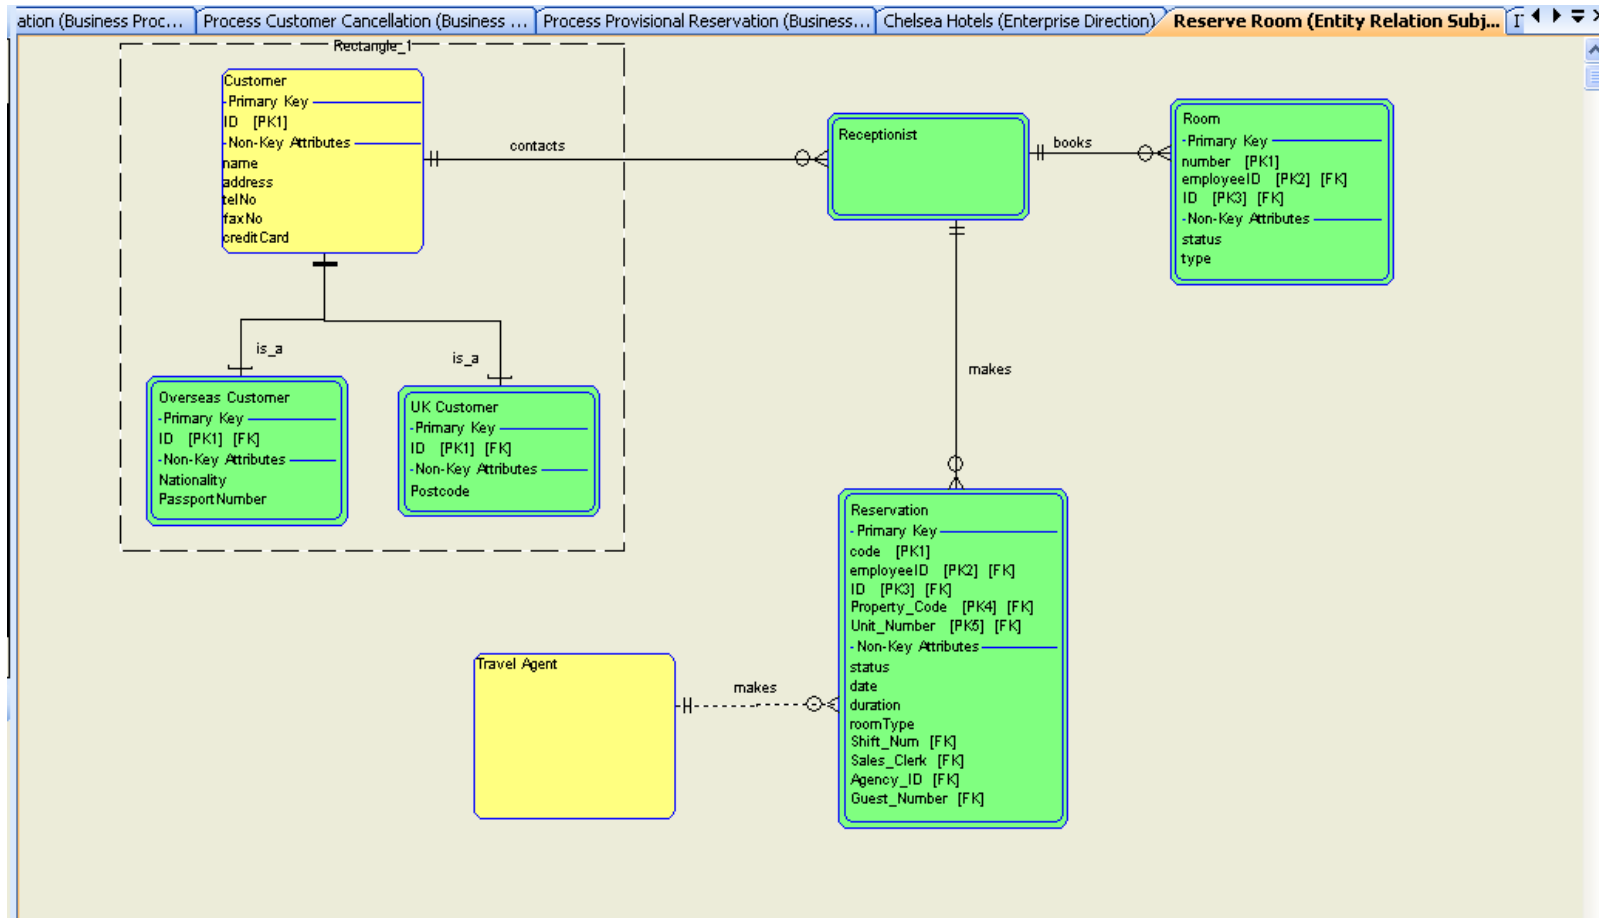 ation (Business Proc...
Process Customer Cancellation (Business ...
Process Provisional Reservation (Business...
Chelsea Hotels (Enterprise Direction)
Reserve Room (Entity Relation Subj...
Rectangle_1
Customer
-Primary Key
ID [PK1]
-Non-Key Attributes
name
address
telNo
faxNo
creditCard
contacts
Receptionist
books
Room
-Primary Key
number [PK1]
employeeID [PK2] [FK]
ID [PK3] [FK]
-Non-Key Attributes
status
type
is_a
is_a
makes
Overseas Customer
-Primary Key
ID [PK1] [FK]
-Non-Key Attributes
Nationality
PassportNumber
UK Customer
-Primary Key
ID [PK1] [FK]
-Non-Key Attributes
Postcode
Reservation
-Primary Key
code [PK1]
employeeID [PK2] [FK]
ID [PK3] [FK]
Property_Code [PK4] [FK]
Unit_Number [PK5] [FK]
-Non-Key Attributes
status
date
duration
roomType
Shift_Num [FK]
Sales_Clerk [FK]
Agency_ID [FK]
Guest_Number [FK]
Travel Agent
makes